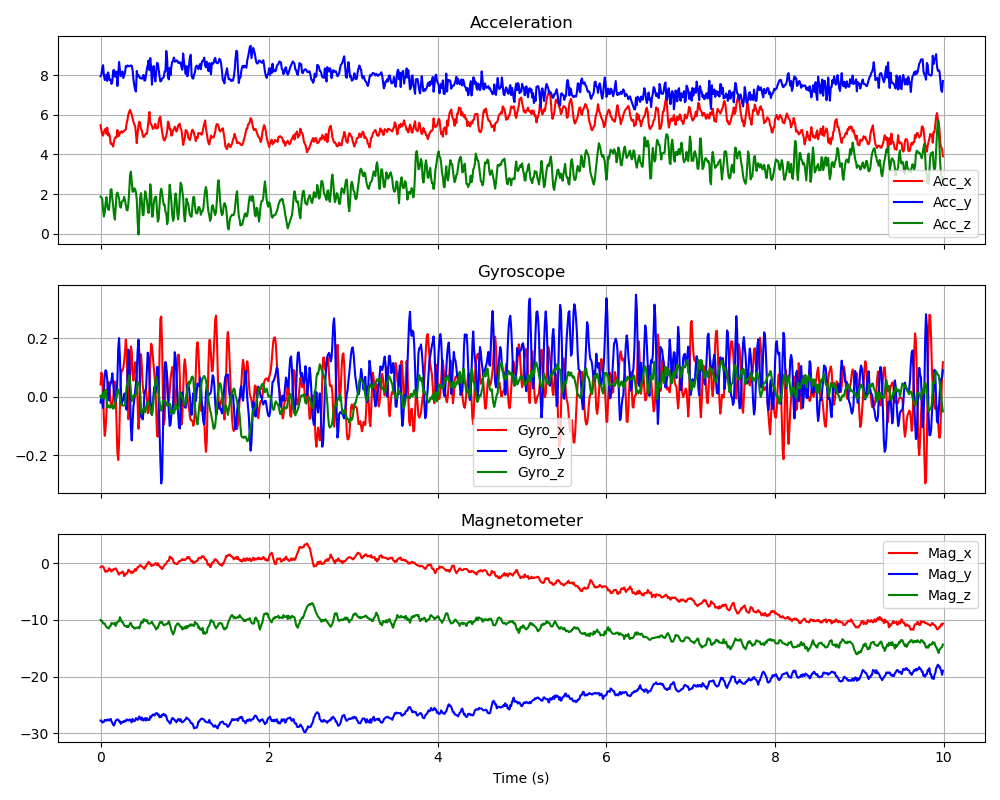 Acceleration
8
6
4
2
0
Acc_x
Acc_y
Acc_z
Gyroscope
0.2
0.0
−0.2
Gyro_x
Gyro_y
Gyro_z
Magnetometer
0
−10
−20
−30
Mag_x
Mag_y
Mag_z
0 2 4 6 8 10
Time (s)